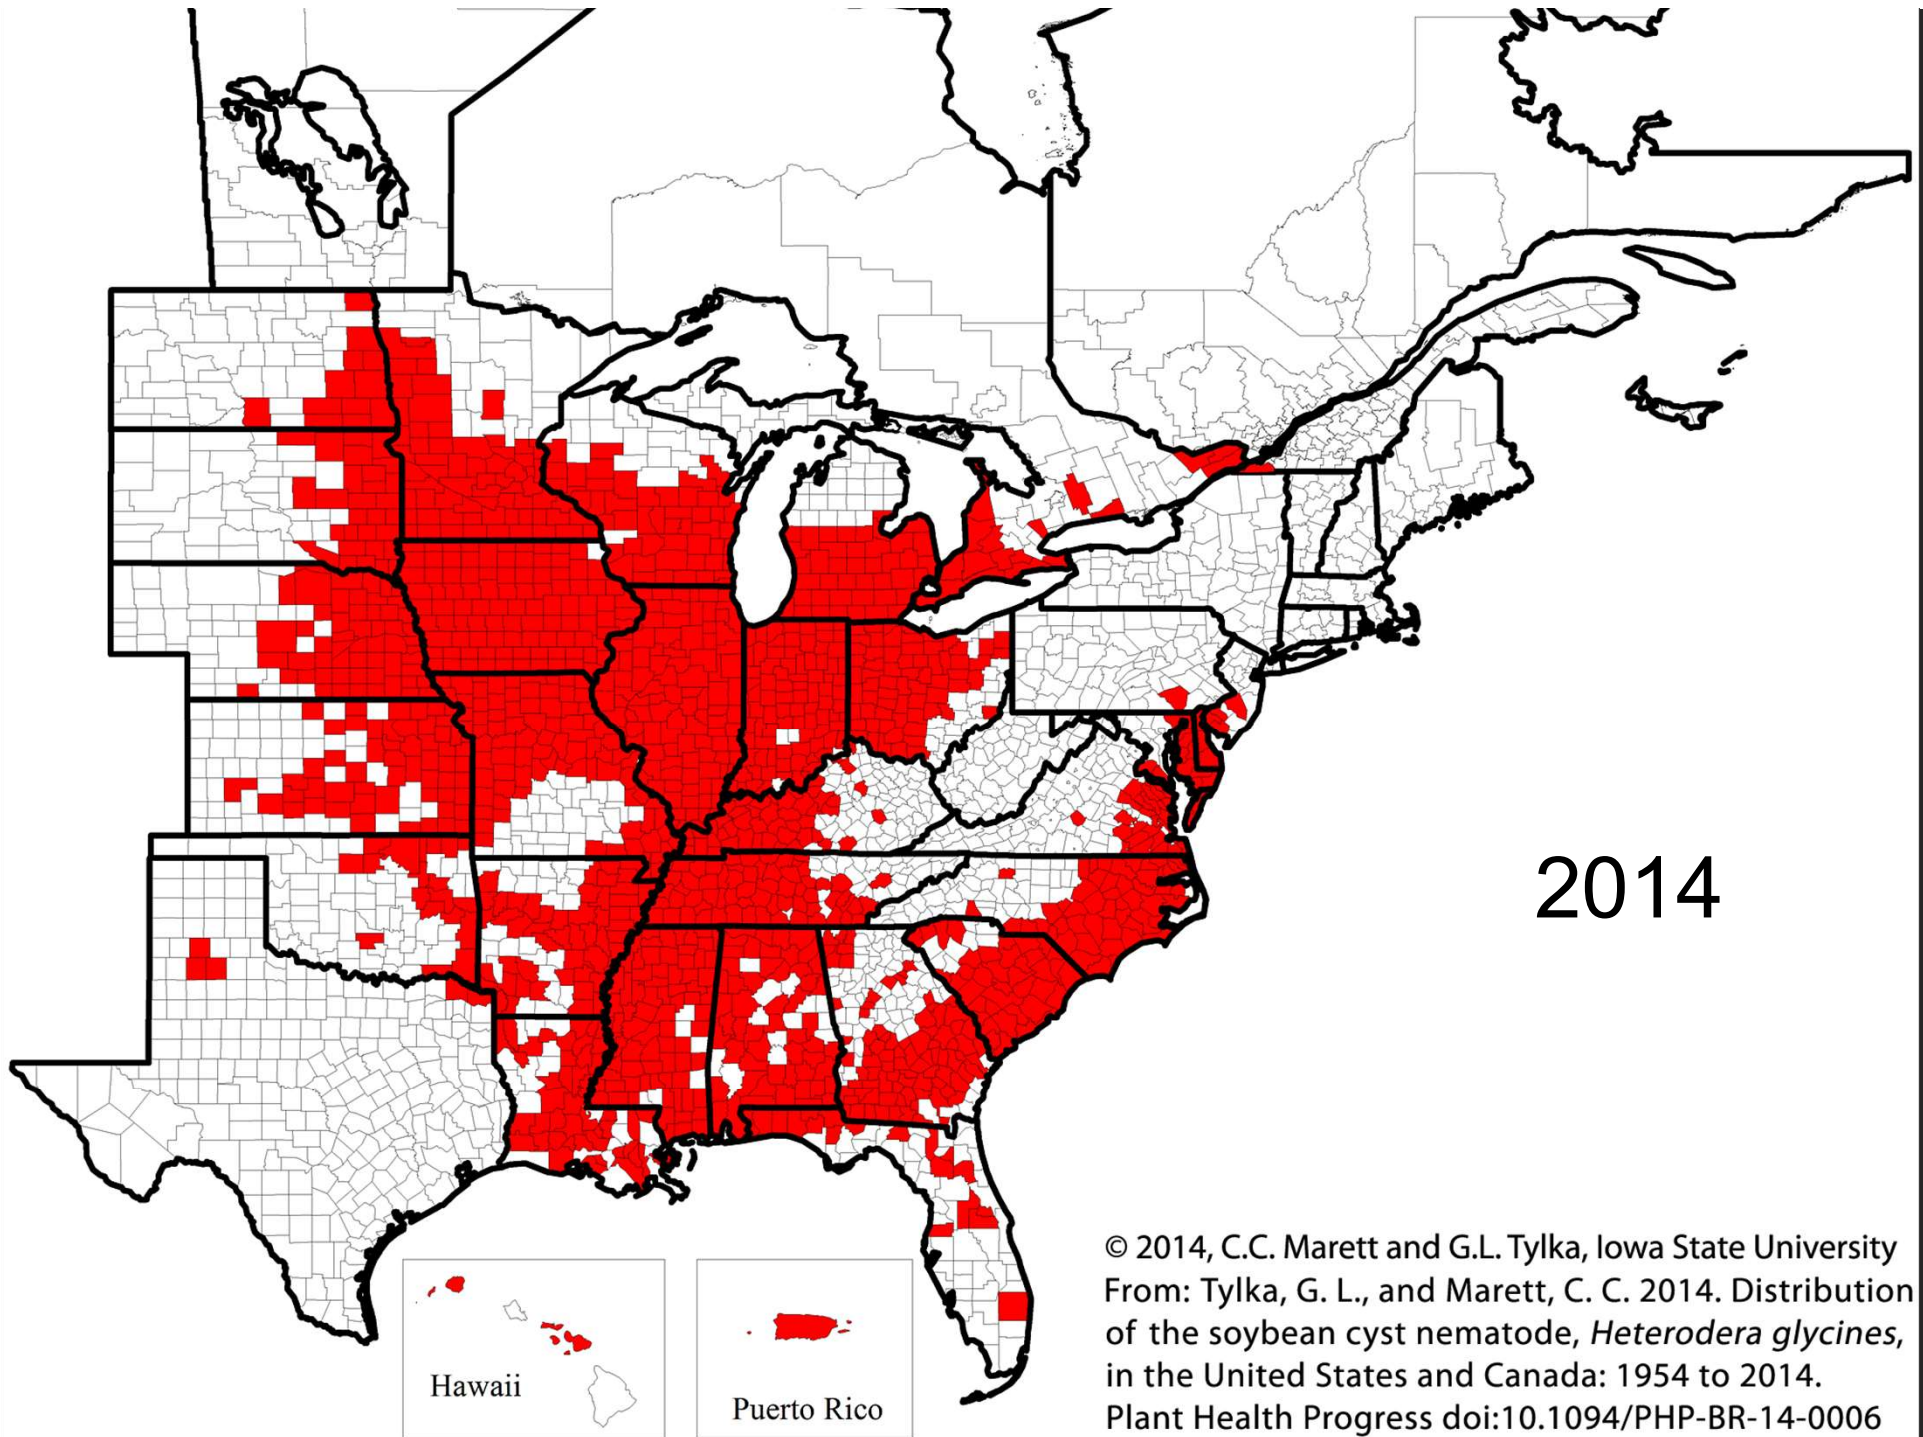 2014
© 2014, C.C. Marett and G.L. Tylka, Iowa State University
From: Tylka, G. L., and Marett, C. C. 2014. Distribution
of the soybean cyst nematode, Heterodera glycines,
in the United States and Canada: 1954 to 2014.
Plant Health Progress doi:10.1094/PHP-BR-14-0006
Hawaii
Puerto Rico